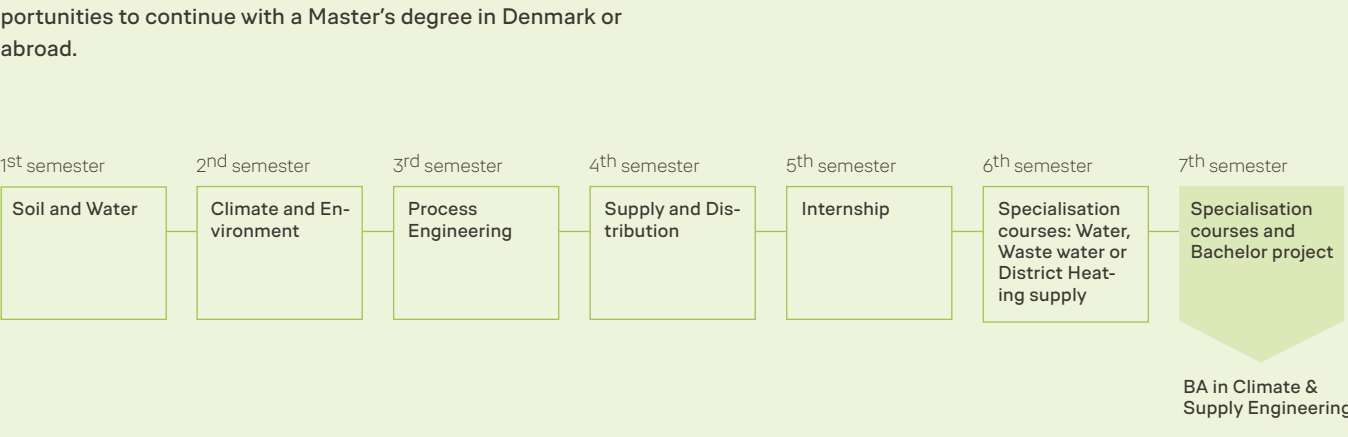 portunities to continue with a Master's degree in Denmark or
abroad.
1st semester
Soil and Water
2nd semester
Climate and En-
vironment
3rd semester
Process
Engineering
4th semester
Supply and Dis-
tribution
5th semester
Internship
6th semester
Specialisation
courses: Water,
Waste water or
District Heat-
ing supply
7th semester
Specialisation
courses and
Bachelor project
BA in Climate &
Supply Engineering